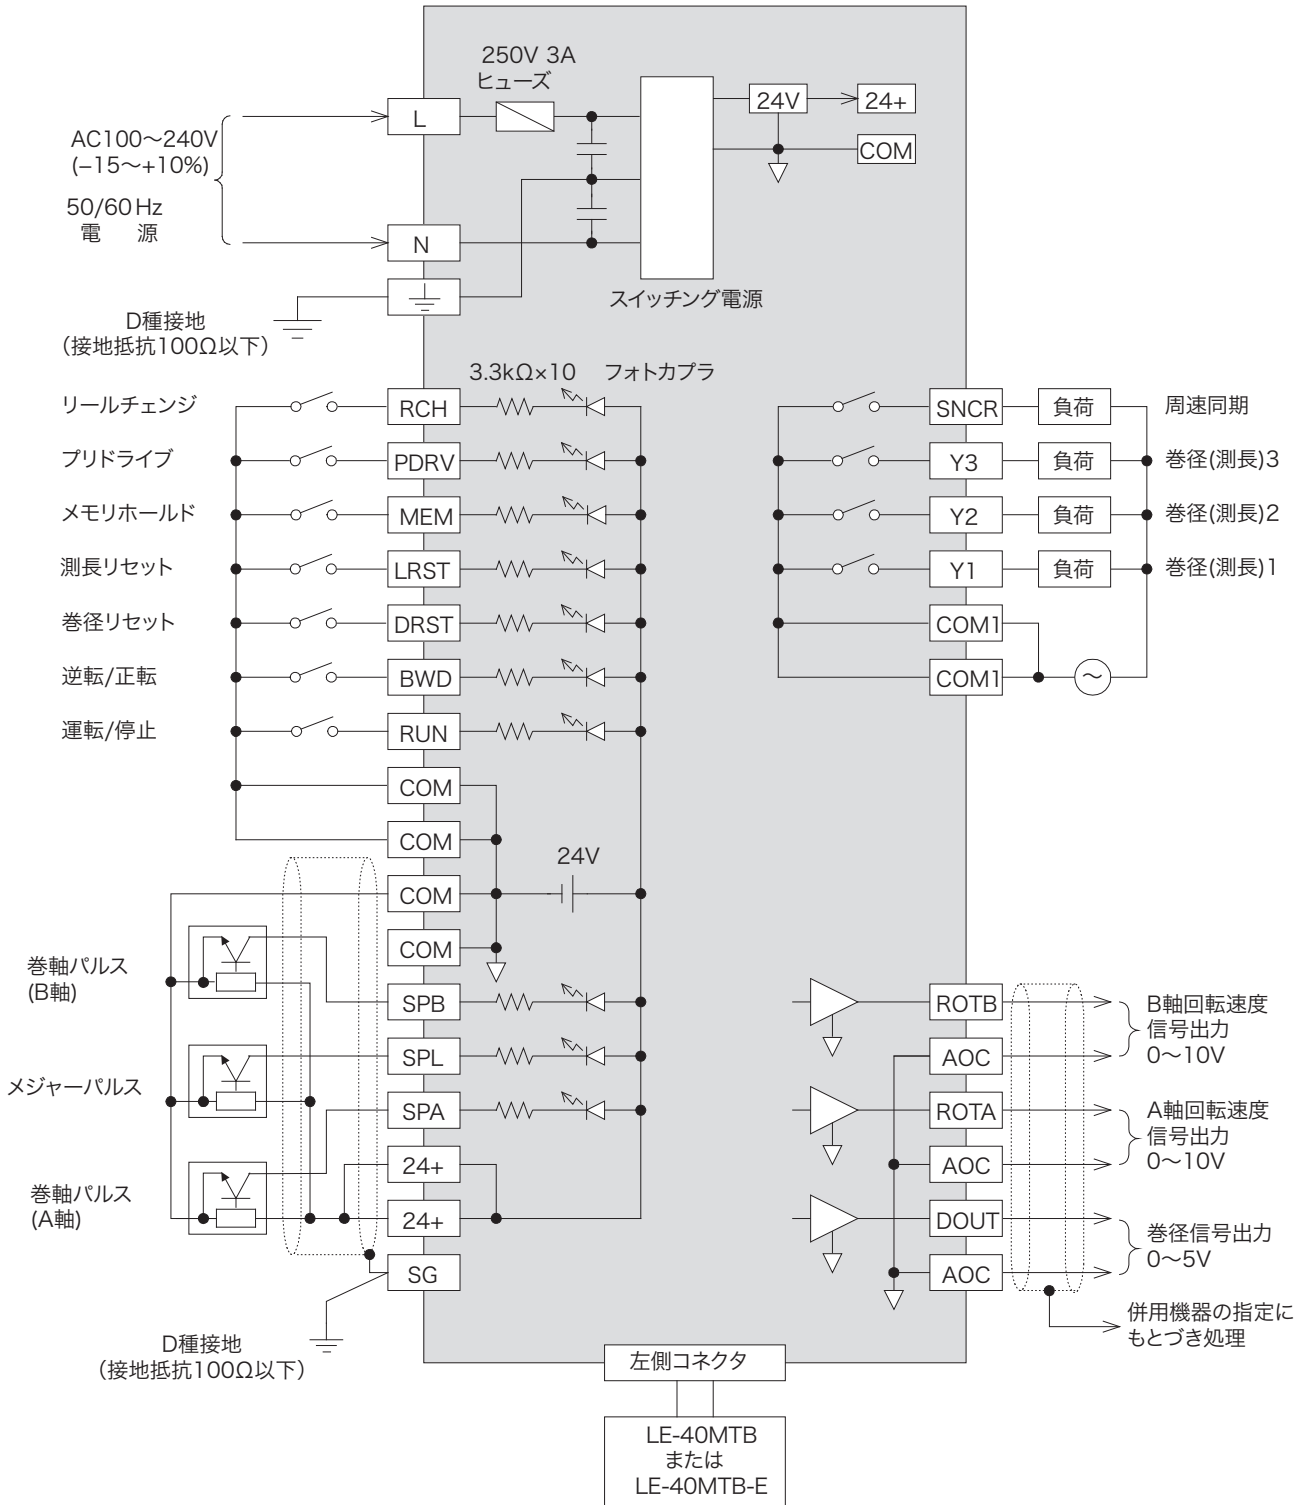 250V 3A
ヒューズ
L
24V
24+
COM
AC100〜240V
(−15〜+10%)
50/60Hz
電 源
N
スイッチング電源
D種接地
(接地抵抗100Ω以下)
3.3kΩ×10 フォトカプラ
リールチェンジ
RCH
SNCR
負荷
周速同期
プリドライブ
PDRV
Y3
負荷
巻径(測長)3
メモリホールド
MEM
Y2
負荷
巻径(測長)2
測長リセット
LRST
Y1
負荷
巻径(測長)1
巻径リセット
DRST
COM1
逆転/正転
BWD
COM1
〜
運転/停止
RUN
COM
COM
24V
COM
COM
巻軸パルス
(B軸)
SPB
ROTB
B軸回転速度
信号出力
0〜10V
メジャーパルス
SPL
AOC
SPA
ROTA
A軸回転速度
信号出力
0〜10V
巻軸パルス
(A軸)
24+
AOC
24+
DOUT
巻径信号出力
0〜5V
SG
AOC
併用機器の指定に
もとづき処理
D種接地
(接地抵抗100Ω以下)
左側コネクタ
LE-40MTB
または
LE-40MTB-E